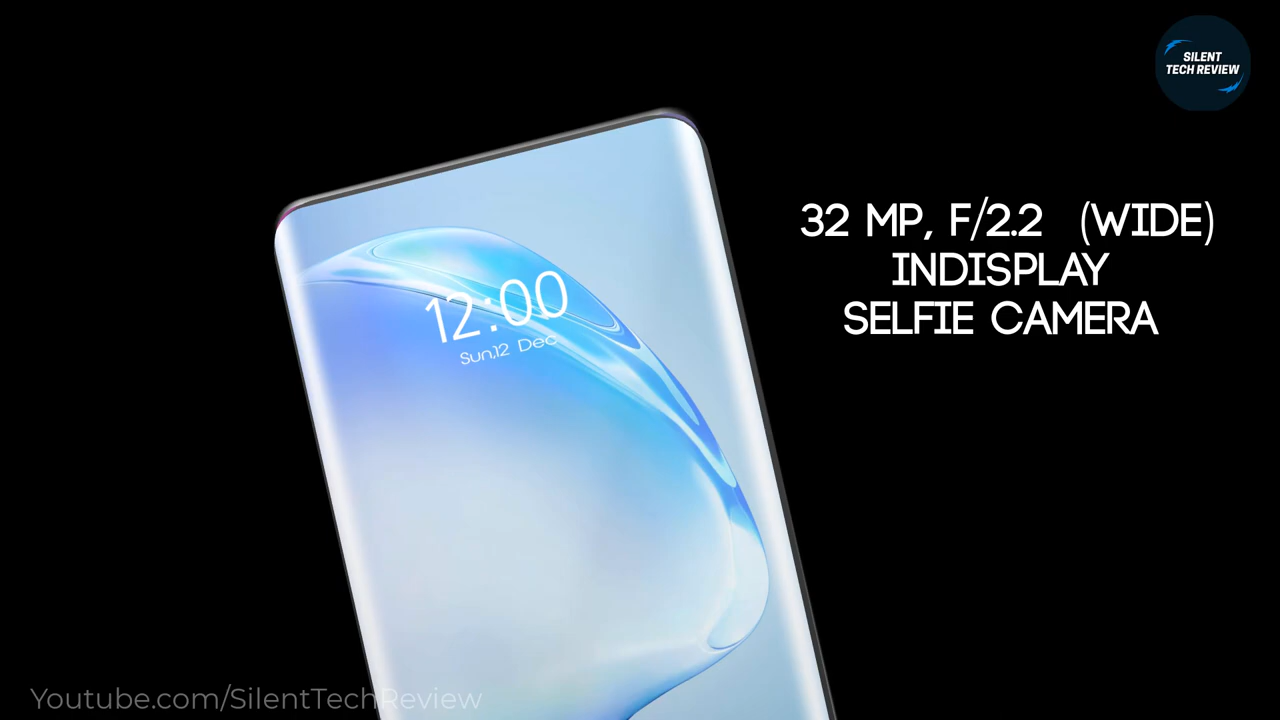 SILENT
TECH REVIEW
32 MP, F/2.2 (WIDE)
INDISPLAY
SELFIE CAMERA
12:00
Sun,12 Dec
Youtube.com/SilentTechReview